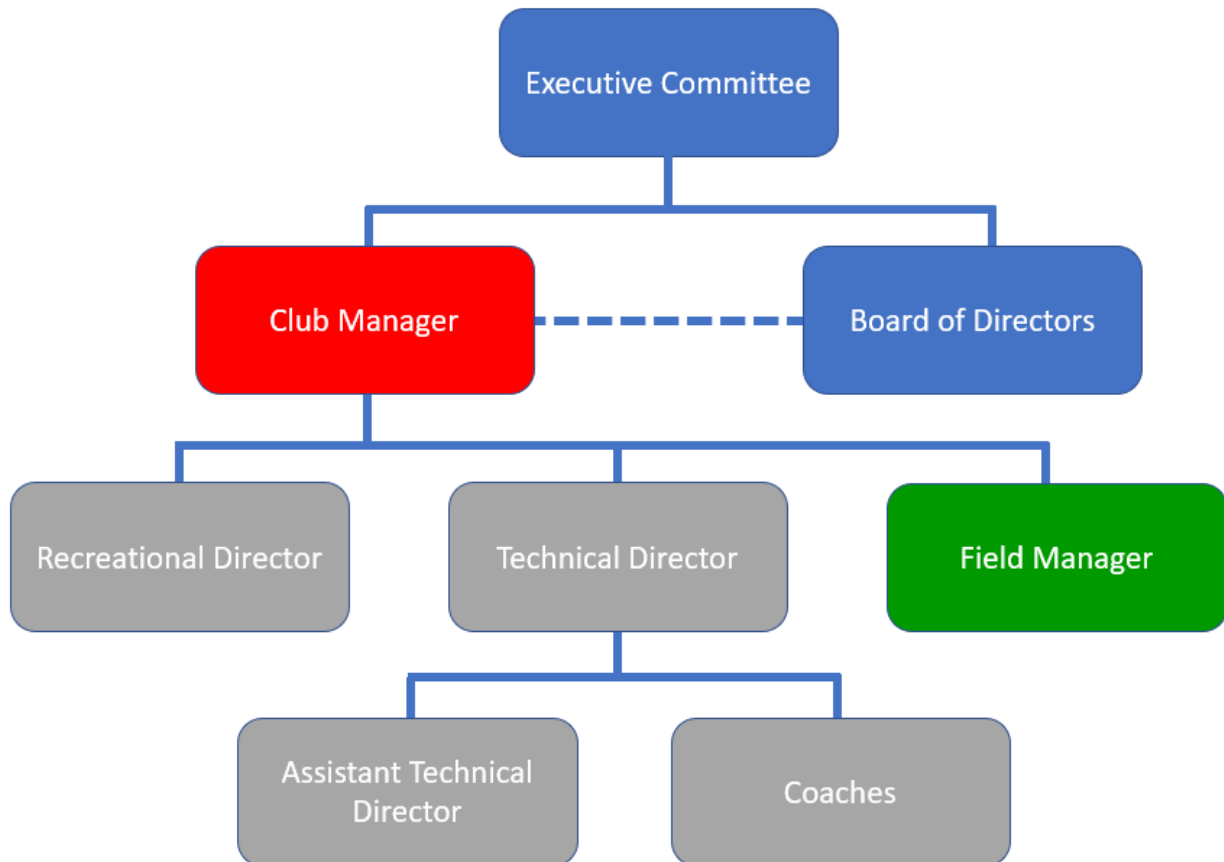 Executive Committee
Club Manager
Board of Directors
Recreational Director
Technical Director
Field Manager
Assistant Technical
Director
Coaches